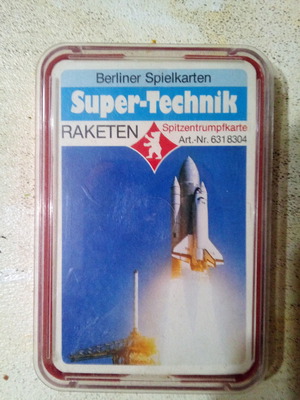 Berliner Spielkarten
Super-Technik
RAKETEN
Spitzentrumpfkarte
Art.-Nr. 6318304